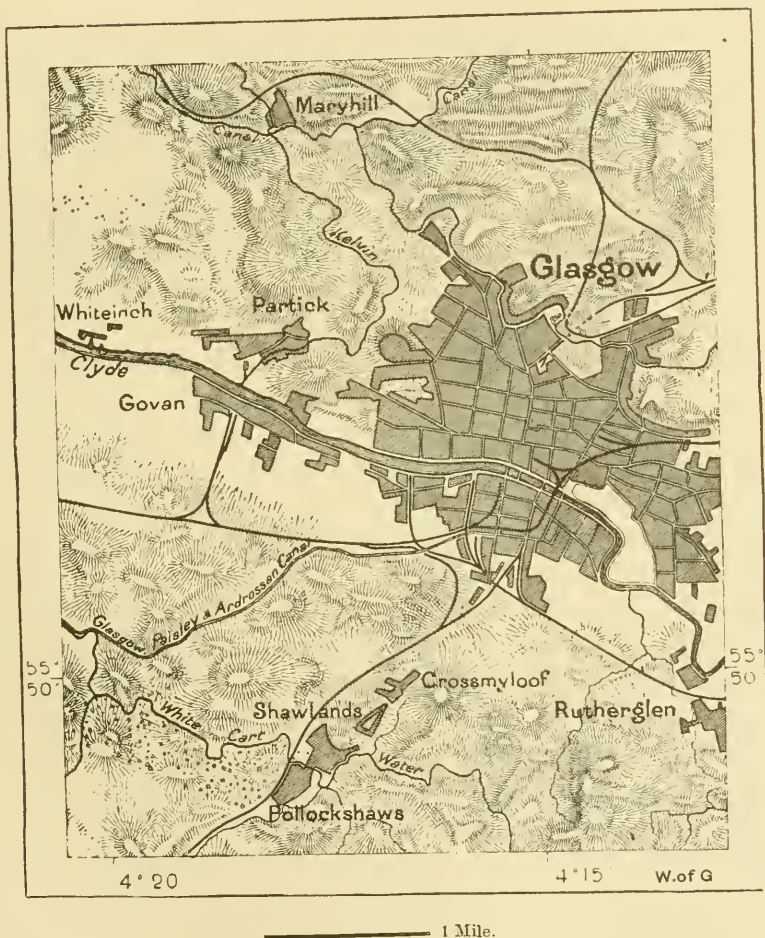 Maryhill
Canal
Canal
Kelvin
Glasgow
Whiteinch
Partick
Clyde
Govan
Glasgow Paisley & Ardrossan Canal
55°
50'
55°
50
Crossmyloof
Shawlands
White
Cart
Water
Rutherglen
Pollockshaws
4° 20
4° 15
W. of G
1 Mile.